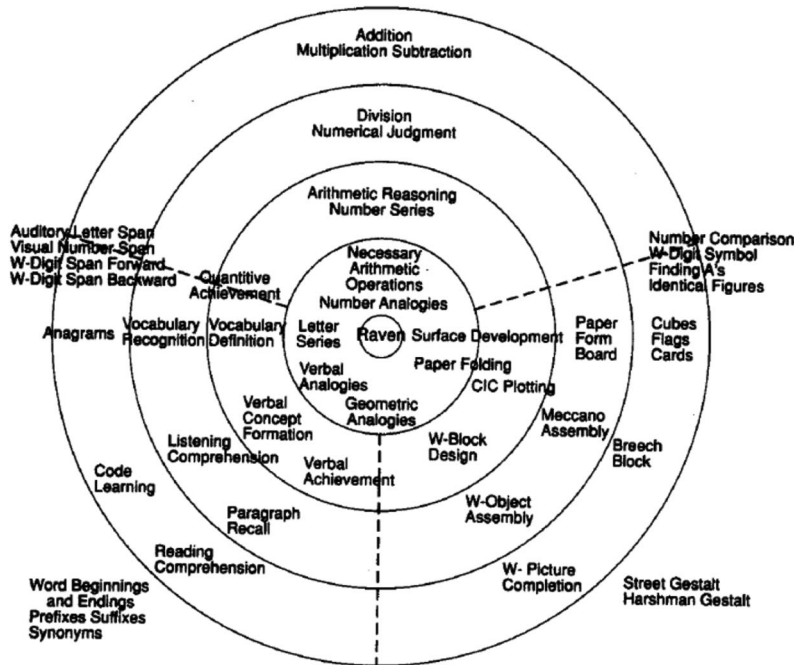 Addition
Multiplication Subtraction
Division
Numerical Judgment
Arithmetic Reasoning
Number Series
Auditory Letter Span
Visual Number Span
W-Digit Span Forward
W-Digit Span Backward
Number Comparison
W-Digit Symbol
Finding A's
Identical Figures
Quantitive
Achievement
Necessary
Arithmetic
Operations
Number Analogies
Anagrams
Vocabulary
Recognition
Vocabulary
Definition
Letter
Series
Raven
Surface Development
Paper
Form
Board
Cubes
Flags
Cards
Verbal
Analogies
Paper Folding
CIC Plotting
Geometric
Analogies
Verbal
Concept
Formation
Meccano
Assembly
Listening
Comprehension
W-Block
Design
Breech
Block
Verbal
Achievement
Code
Learning
W-Object
Assembly
Paragraph
Recall
Reading
Comprehension
W- Picture
Completion
Word Beginnings
and Endings
Prefixes Suffixes
Synonyms
Street Gestalt
Harshman Gestalt